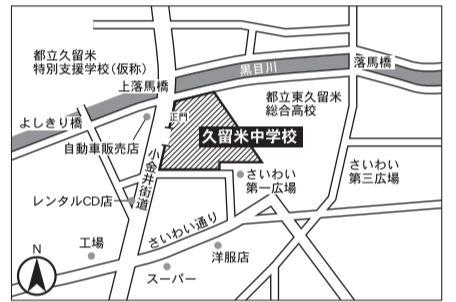 都立久留米
特別支援学校（仮称）
上落馬橋
黒目川
落馬橋
よしきり橋
正門
都立東久留米
総合高校
自動車販売店
久留米中学校
小金井街道
さいわい
第一広場
さいわい
第三広場
レンタルCD店
さいわい通り
工場
洋服店
スーパー
N